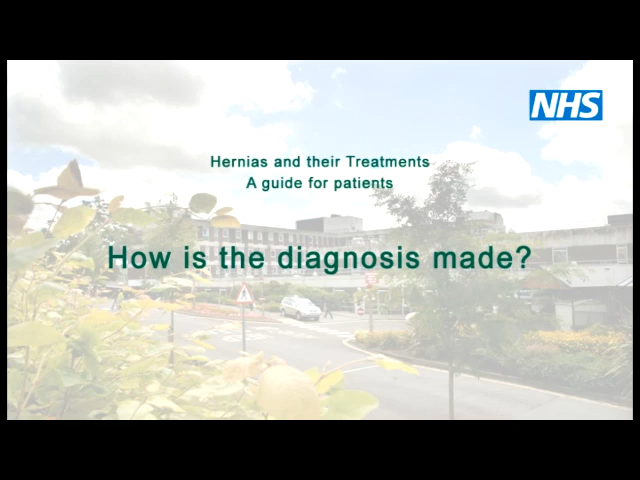 NHS
Hernias and their Treatments
A guide for patients
How is the diagnosis made?